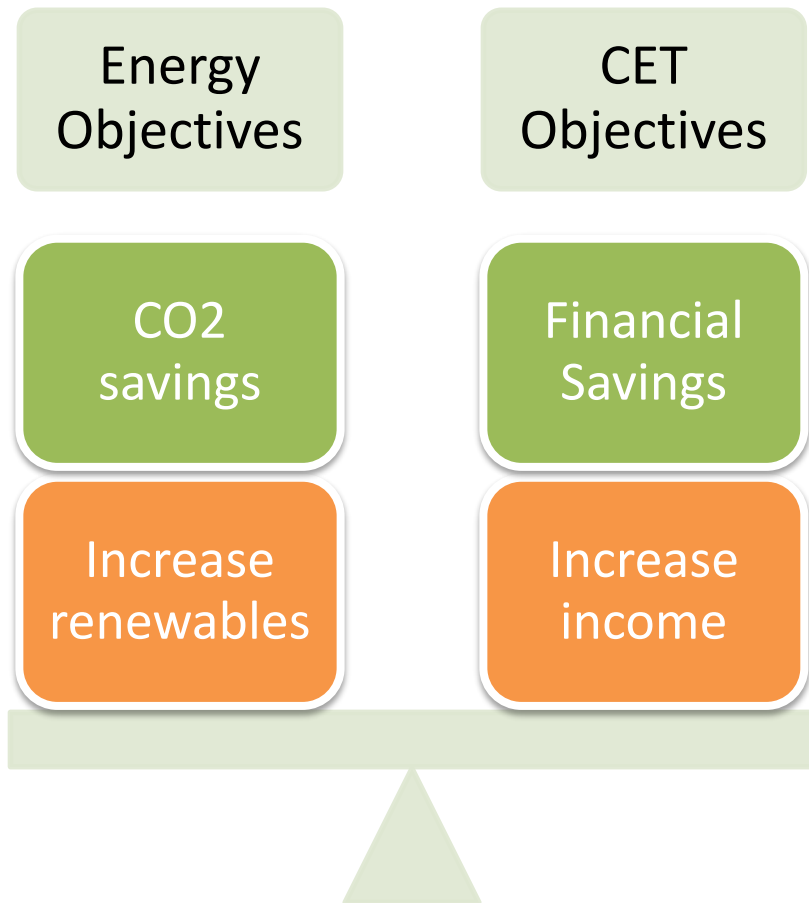 Energy
Objectives
CET
Objectives
CO2
savings
Financial
Savings
Increase
renewables
Increase
income